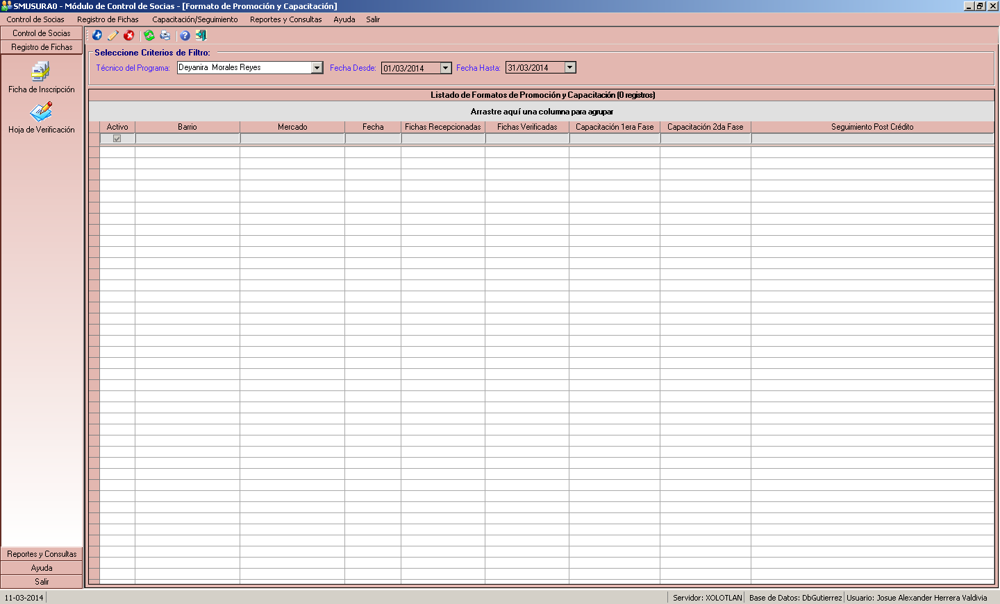 SMUSURA0 - Módulo de Control de Socias - [Formato de Promoción y Capacitación]
Control de Socias Registro de Fichas Capacitación/Seguimiento Reportes y Consultas Ayuda Salir
Control de Socias
Registro de Fichas
Ficha de Inscripción
Hoja de Verificación
Seleccione Criterios de Filtro:
Técnico del Programa: Deyanira Morales Reyes Fecha Desde: 01/03/2014 Fecha Hasta: 31/03/2014
Listado de Formatos de Promoción y Capacitación (0 registros)
Arrastre aquí una columna para agrupar
Activo Barrio Mercado Fecha Fichas Recepcionadas Fichas Verificadas Capacitación 1era Fase Capacitación 2da Fase Seguimiento Post Crédito
Reportes y Consultas
Ayuda
Salir
11-03-2014 Servidor: XOLOTLAN Base de Datos: DbGutierrez Usuario: Josue Alexander Herrera Valdivia